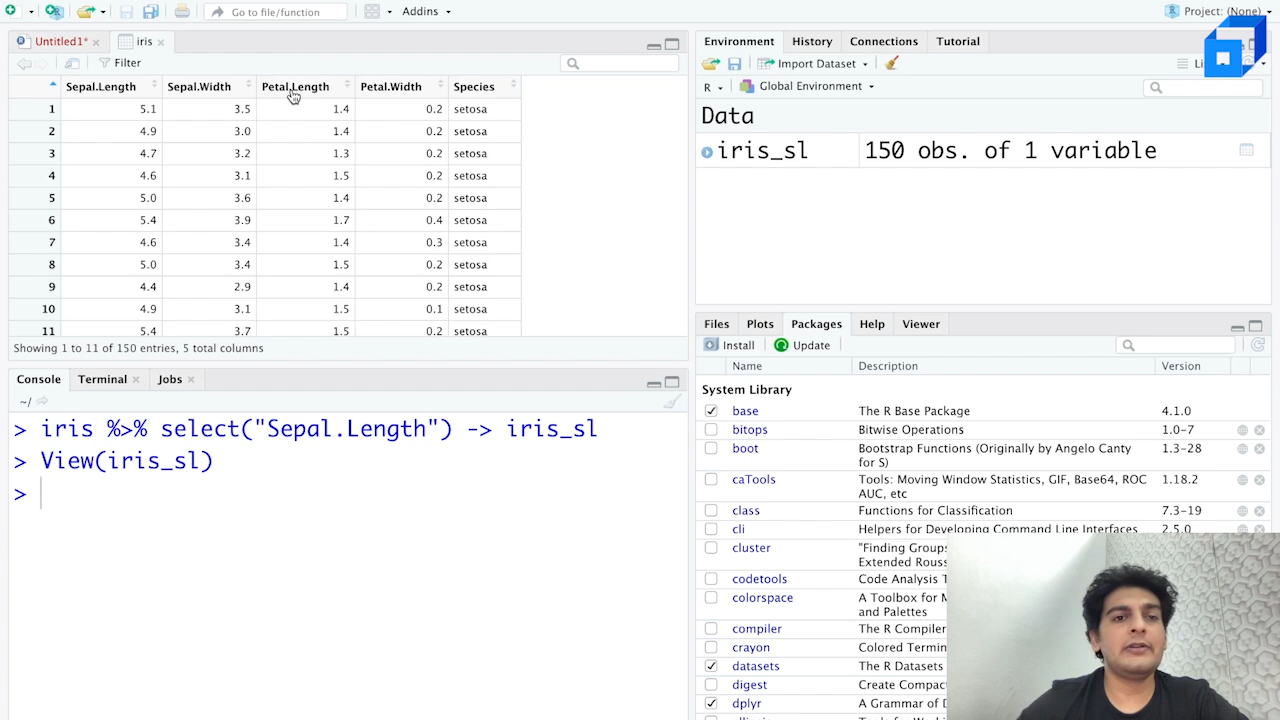 Go to file/function
Addins
Project: (None)
Untitled1*
iris
Filter
Sepal.Length Sepal.Width Petal.Length Petal.Width Species
1 5.1 3.5 1.4 0.2 setosa
2 4.9 3.0 1.4 0.2 setosa
3 4.7 3.2 1.3 0.2 setosa
4 4.6 3.1 1.5 0.2 setosa
5 5.0 3.6 1.4 0.2 setosa
6 5.4 3.9 1.7 0.4 setosa
7 4.6 3.4 1.4 0.3 setosa
8 5.0 3.4 1.5 0.2 setosa
9 4.4 2.9 1.4 0.2 setosa
10 4.9 3.1 1.5 0.1 setosa
11 5.4 3.7 1.5 0.2 setosa
Showing 1 to 11 of 150 entries, 5 total columns
Console Terminal Jobs
~/
> iris %>% select("Sepal.Length") -> iris_sl
> View(iris_sl)
>
Environment History Connections Tutorial
Import Dataset
R Global Environment
Data
iris_sl 150 obs. of 1 variable
Files Plots Packages Help Viewer
Install Update
Name Description Version
System Library
base The R Base Package 4.1.0
bitops Bitwise Operations 1.0-7
boot Bootstrap Functions (Originally by Angelo Canty 1.3-28
for S)
caTools Tools: Moving Window Statistics, GIF, Base64, ROC 1.18.2
AUC, etc
class Functions for Classification 7.3-19
cli Helpers for Developing Command Line Interfaces 2.5.0
cluster "Finding Groups
Extended Rouss
codetools Code Analysis T
colorspace A Toolbox for M
and Palettes
compiler The R Compiler
crayon Colored Termin
datasets The R Datasets
digest Create Compac
dplyr A Grammar of D